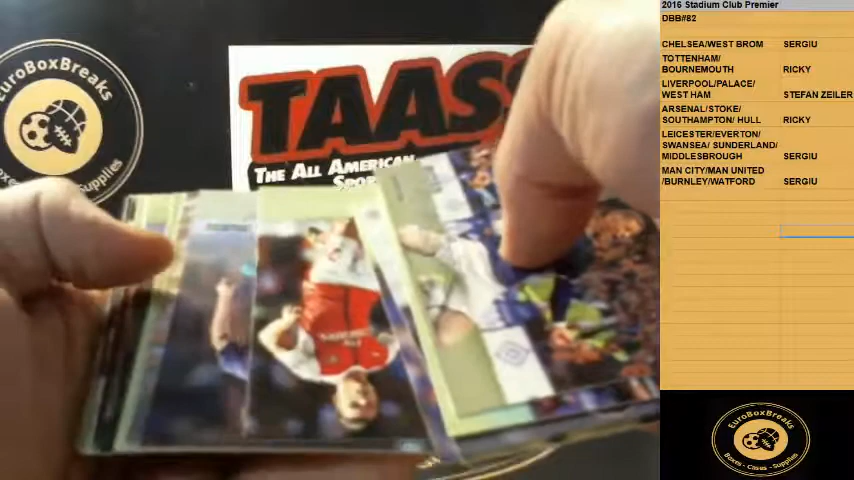 EuroBoxBreaks
Supplies
TAASS
THE ALL AMERICAN
2016 Stadium Club Premier
DBB#82
CHELSEA/WEST BROM SERGIU
TOTTENHAM/
BOURNEMOUTH RICKY
LIVERPOOL/PALACE/
WEST HAM STEFAN ZEILER
ARSENAL/STOKE/
SOUTHAMPTON/ HULL RICKY
LEICESTER/EVERTON/
SWANSEA/ SUNDERLAND/
MIDDLESBROUGH SERGIU
MAN CITY/MAN UNITED
/BURNLEY/WATFORD SERGIU
EuroBoxBreaks
Boxes - Cases - Supplies